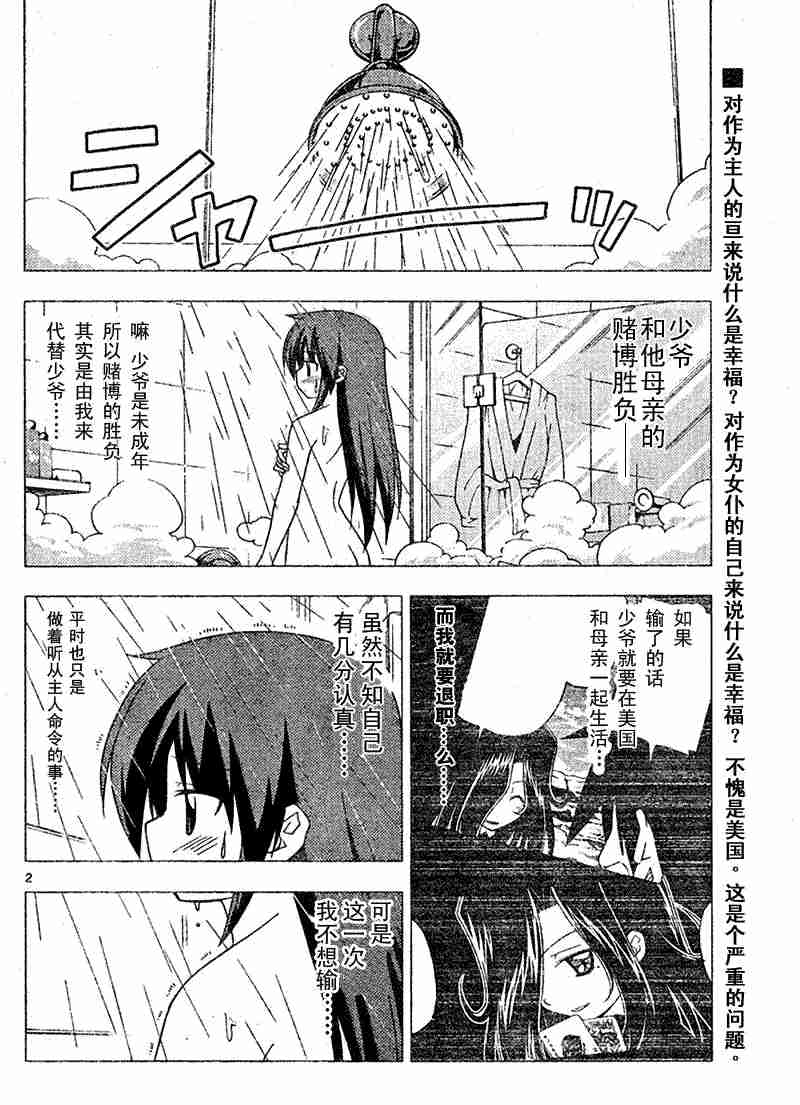 ■对作为主人的亘来说什么是幸福？对作为女仆的自己来说什么是幸福？不愧是美国。这是个严重的问题。
シャー
少爷
和他母亲的
赌博胜负——
嘛 少爷是未成年
所以赌博的胜负
其实是由我来
代替少爷……
如果
输了的话
少爷就要在美国
和母亲一起生活…
而我就要退职……么……
虽然不知自己
有几分认真……
平时也只是
做着听从主人命令的事……
可是
这一次
我不想输……
2